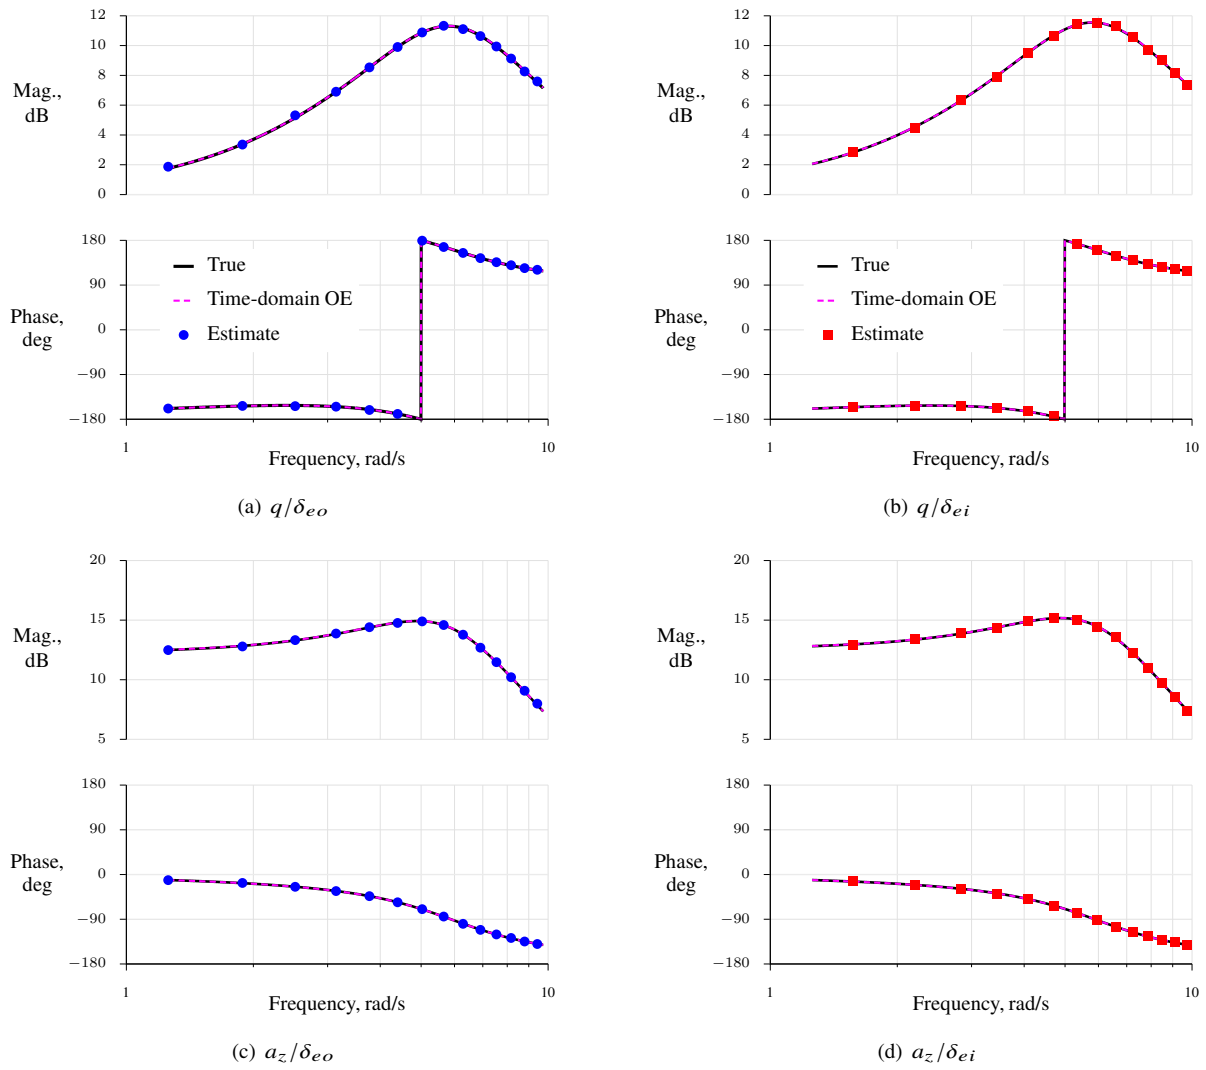 12
10
8
6
4
2
0
Mag.,
dB
180
90
0
−90
−180
Phase,
deg
True
Time-domain OE
Estimate
1
10
Frequency, rad/s
(a) q/δeo
12
10
8
6
4
2
0
Mag.,
dB
180
90
0
−90
−180
Phase,
deg
True
Time-domain OE
Estimate
1
10
Frequency, rad/s
(b) q/δei
20
15
10
5
Mag.,
dB
180
90
0
−90
−180
Phase,
deg
1
10
Frequency, rad/s
(c) az/δeo
20
15
10
5
Mag.,
dB
180
90
0
−90
−180
Phase,
deg
1
10
Frequency, rad/s
(d) az/δei